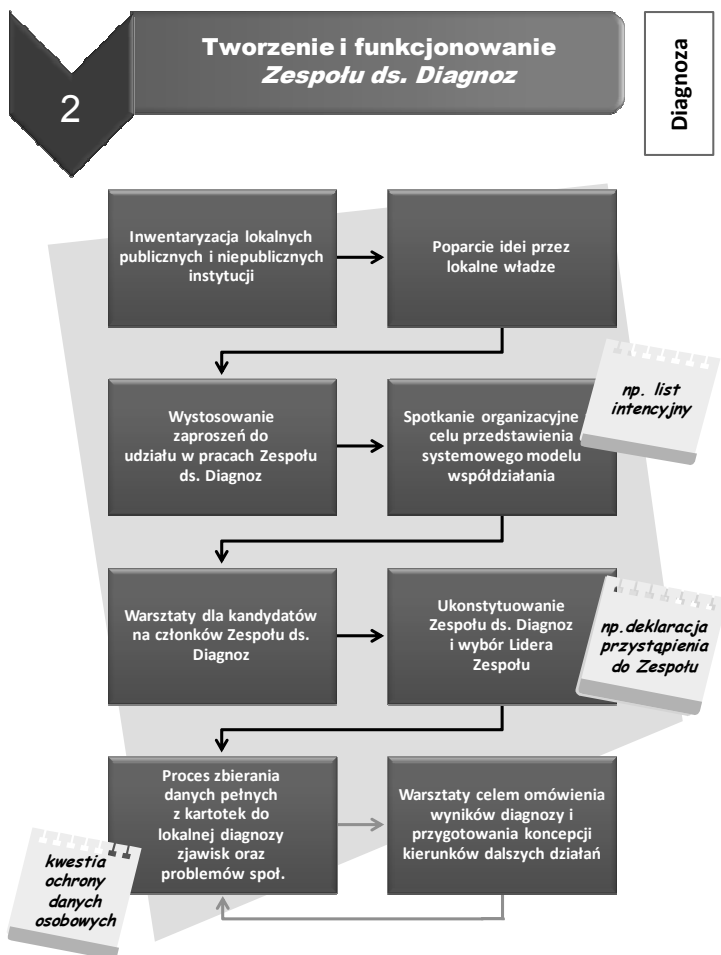 2
Tworzenie i funkcjonowanie
Zespołu ds. Diagnoz
Diagnoza
Inwentaryzacja lokalnych
publicznych i niepublicznych
instytucji
Poparcie idei przez
lokalne władze
Wystosowanie
zaproszeń do
udziału w pracach Zespołu
ds. Diagnoz
Spotkanie organizacyjne
celu przedstawienia
systemowego modelu
współdziałania
np. list
intencyjny
Warsztaty dla kandydatów
na członków Zespołu ds.
Diagnoz
Ukonstytuowanie
Zespołu ds. Diagnoz
i wybór Lidera
Zespołu
np.deklaracja
przystąpienia
do Zespołu
Proces zbierania
danych pełnych
z kartotek do
lokalnej diagnozy
zjawisk oraz
problemów społ.
Warsztaty celem omówienia
wyników diagnozy i
przygotowania koncepcji
kierunków dalszych działań
kwestia
ochrony
danych
osobowych